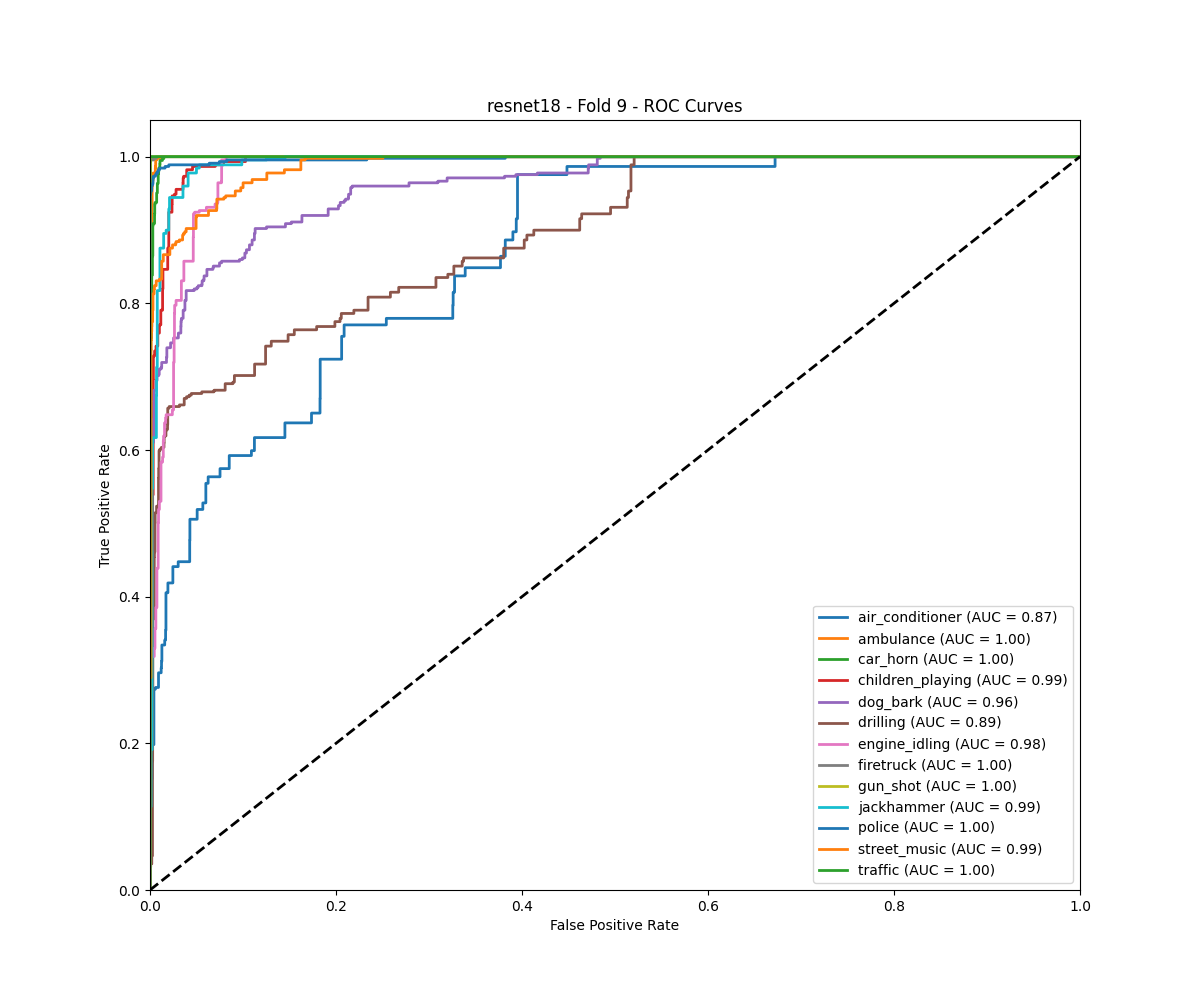 resnet18 - Fold 9 - ROC Curves
1.0
0.8
0.6
0.4
0.2
0.0
True Positive Rate
0.0 0.2 0.4 0.6 0.8 1.0
False Positive Rate
air_conditioner (AUC = 0.87)
ambulance (AUC = 1.00)
car_horn (AUC = 1.00)
children_playing (AUC = 0.99)
dog_bark (AUC = 0.96)
drilling (AUC = 0.89)
engine_idling (AUC = 0.98)
firetruck (AUC = 1.00)
gun_shot (AUC = 1.00)
jackhammer (AUC = 0.99)
police (AUC = 1.00)
street_music (AUC = 0.99)
traffic (AUC = 1.00)